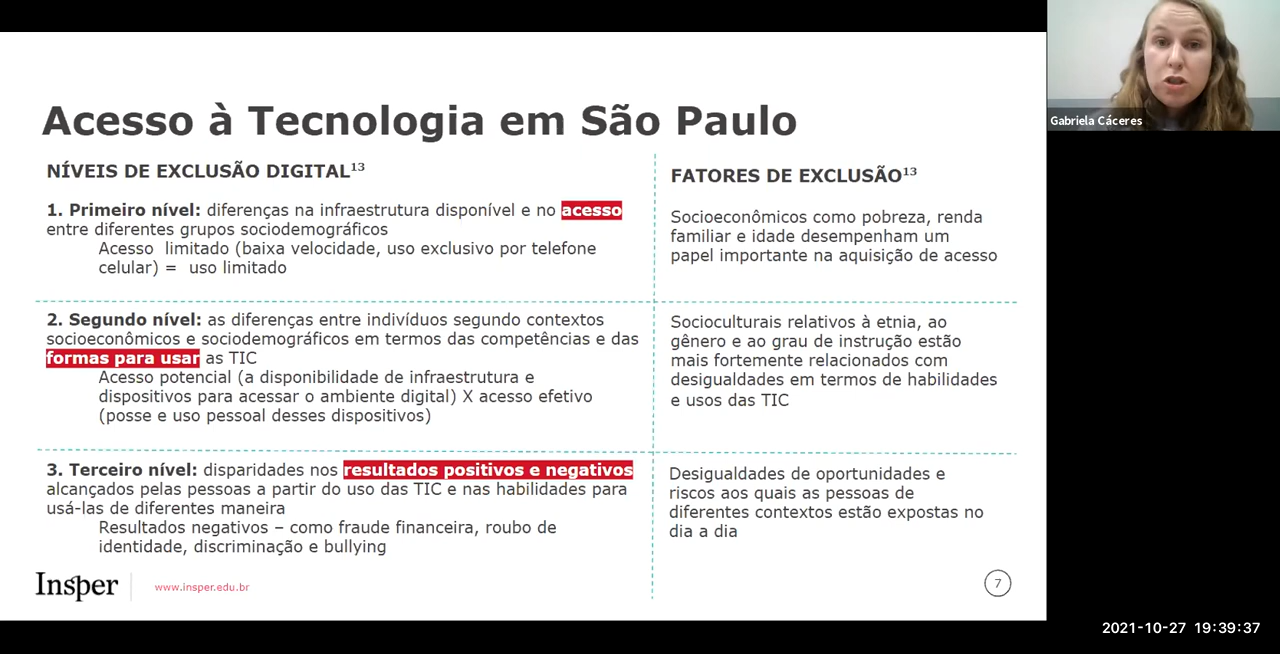 Acesso à Tecnologia em São Paulo
NÍVEIS DE EXCLUSÃO DIGITAL¹³
1. Primeiro nível: diferenças na infraestrutura disponível e no acesso
entre diferentes grupos sociodemográficos
Acesso limitado (baixa velocidade, uso exclusivo por telefone
celular) = uso limitado
FATORES DE EXCLUSÃO¹³
Socioeconômicos como pobreza, renda
familiar e idade desempenham um
papel importante na aquisição de acesso
2. Segundo nível: as diferenças entre indivíduos segundo contextos
socioeconômicos e sociodemográficos em termos das competências e das
formas para usar as TIC
Acesso potencial (a disponibilidade de infraestrutura e
dispositivos para acessar o ambiente digital) X acesso efetivo
(posse e uso pessoal desses dispositivos)
Socioculturais relativos à etnia, ao
gênero e ao grau de instrução estão
mais fortemente relacionados com
desigualdades em termos de habilidades
e usos das TIC
3. Terceiro nível: disparidades nos resultados positivos e negativos
alcançados pelas pessoas a partir do uso das TIC e nas habilidades para
usá-las de diferentes maneira
Resultados negativos – como fraude financeira, roubo de
identidade, discriminação e bullying
Desigualdades de oportunidades e
riscos aos quais as pessoas de
diferentes contextos estão expostas no
dia a dia
Insper
www.insper.edu.br
7
Gabriela Cáceres
2021-10-27 19:39:37